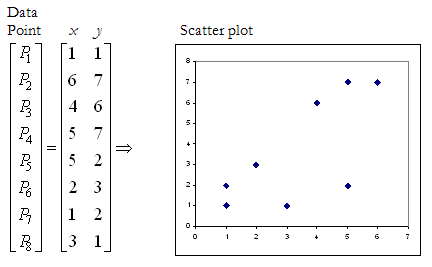 Data
Point x y Scatter plot
P1 1 1
P2 6 7
P3 4 6
P4 5 7
P5 = 5 2 ⇒
P6 2 3
P7 1 2
P8 3 1
8
7
6
5
4
3
2
1
0
0 1 2 3 4 5 6 7